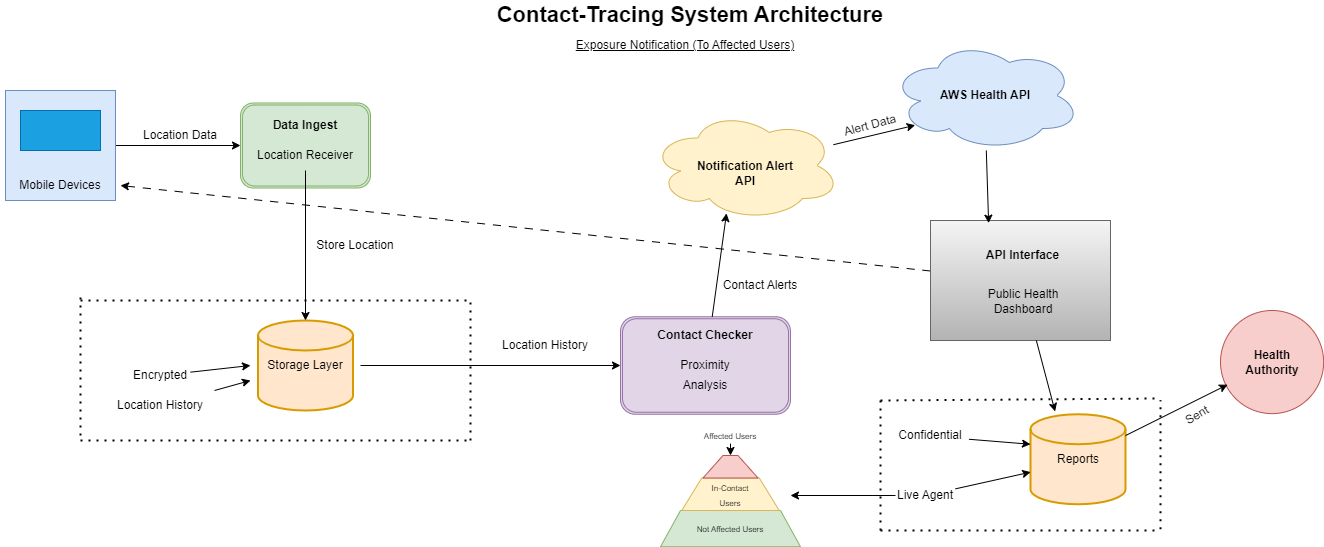 Contact-Tracing System Architecture
Exposure Notification (To Affected Users)
Mobile Devices
Location Data
Data Ingest
Location Receiver
Store Location
Encrypted
Location History
Storage Layer
Location History
Contact Checker
Proximity
Analysis
Contact Alerts
Notification Alert
API
Alert Data
AWS Health API
API Interface
Public Health
Dashboard
Health
Authority
Sent
Confidential
Reports
Live Agent
Affected Users
In-Contact
Users
Not Affected Users